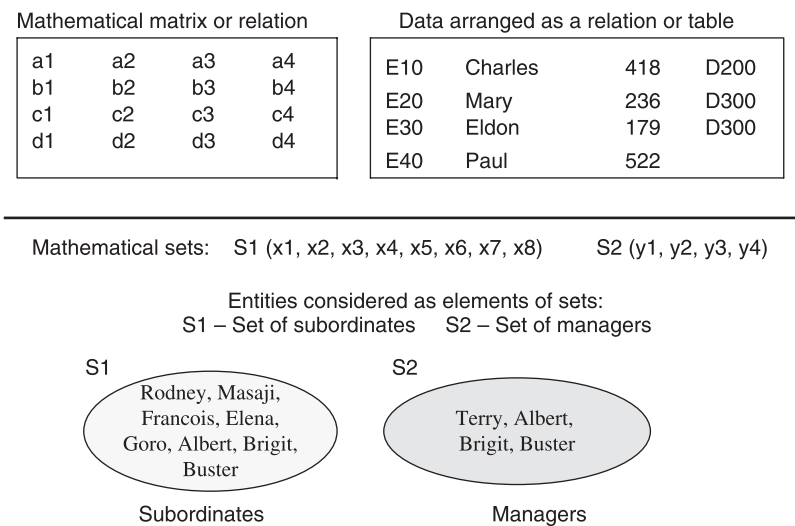 Mathematical matrix or relation
a1 a2 a3 a4
b1 b2 b3 b4
c1 c2 c3 c4
d1 d2 d3 d4
Data arranged as a relation or table
E10 Charles 418 D200
E20 Mary 236 D300
E30 Eldon 179 D300
E40 Paul 522
Mathematical sets: S1 (x1, x2, x3, x4, x5, x6, x7, x8) S2 (y1, y2, y3, y4)
Entities considered as elements of sets:
S1 – Set of subordinates S2 – Set of managers
S1
Rodney, Masaji,
Francois, Elena,
Goro, Albert, Brigit,
Buster
Subordinates
S2
Terry, Albert,
Brigit, Buster
Managers